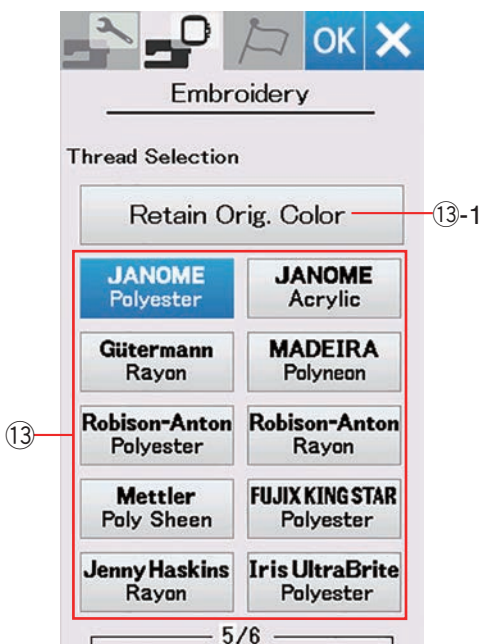 OK X
Embroidery
Thread Selection
Retain Orig. Color
⑬-1
JANOME
Polyester
JANOME
Acrylic
Gütermann
Rayon
MADEIRA
Polyneon
⑬
Robison-Anton
Polyester
Robison-Anton
Rayon
Mettler
Poly Sheen
FUJIX KING STAR
Polyester
Jenny Haskins
Rayon
Iris UltraBrite
Polyester
5/6